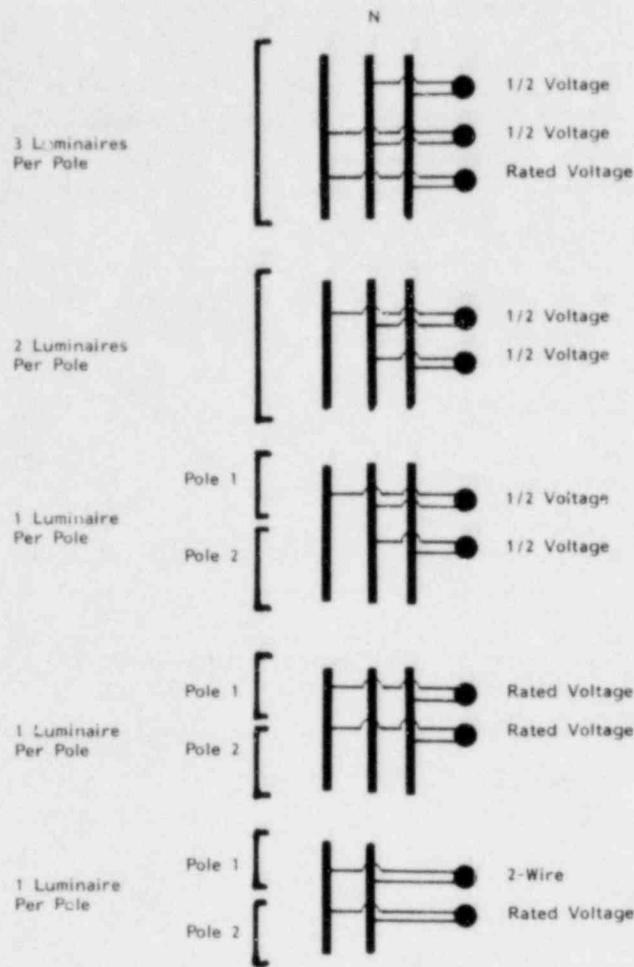 N
3 Luminaires
Per Pole
1/2 Voltage
1/2 Voltage
Rated Voltage
2 Luminaires
Per Pole
1/2 Voltage
1/2 Voltage
1 Luminaire
Per Pole
Pole 1
Pole 2
1/2 Voltage
1/2 Voltage
1 Luminaire
Per Pole
Pole 1
Pole 2
Rated Voltage
Rated Voltage
1 Luminaire
Per Pole
Pole 1
Pole 2
2-Wire
Rated Voltage